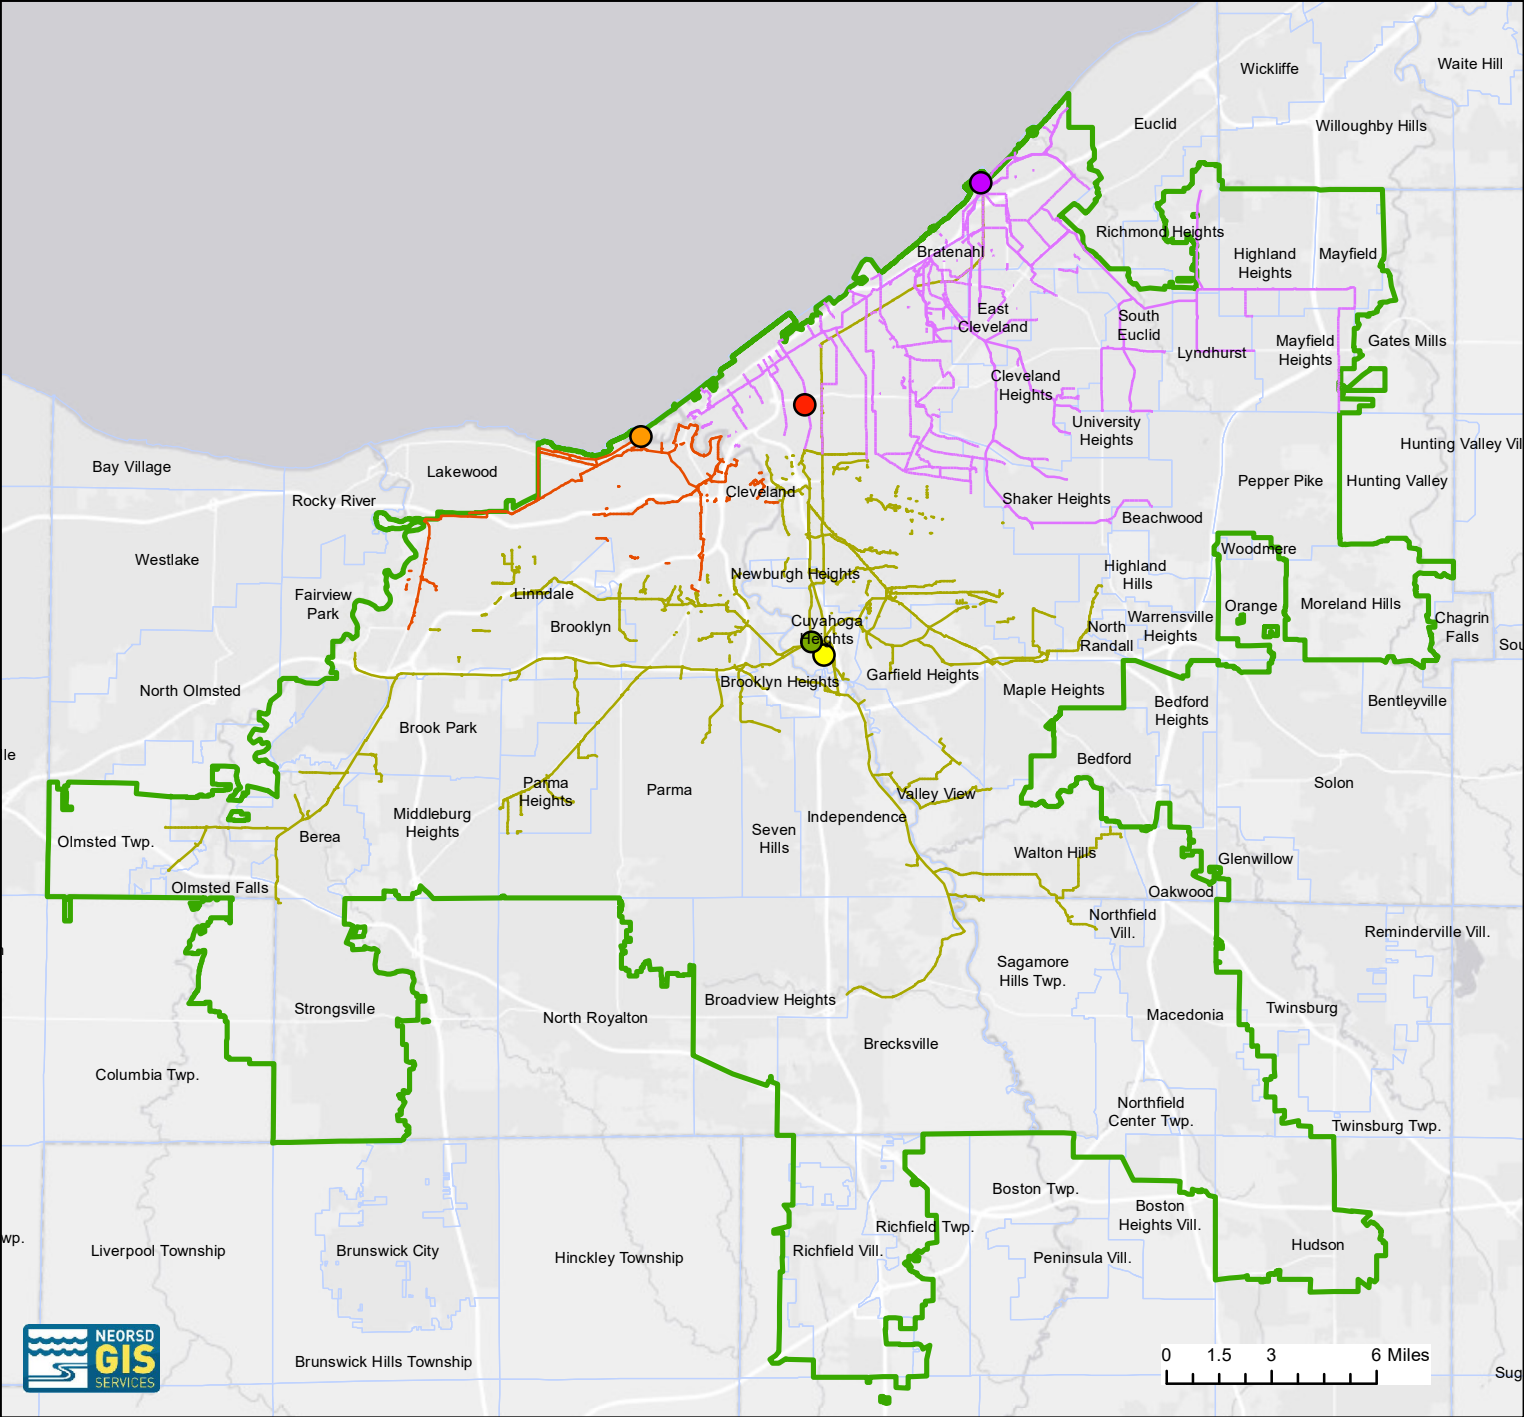 Wickliffe
Waite Hill
Euclid
Willoughby Hills
Richmond Heights
Bratenahl
Highland
Heights
Mayfield
East
Cleveland
South
Euclid
Lyndhurst
Mayfield
Heights
Gates Mills
Cleveland
Heights
University
Heights
Hunting Valley Vil
Bay Village
Lakewood
Rocky River
Cleveland
Shaker Heights
Pepper Pike
Hunting Valley
Beachwood
Westlake
Woodmere
Newburgh Heights
Highland
Hills
Fairview
Park
Linndale
Orange
Moreland Hills
Brooklyn
Cuyahoga
Heights
North
Randall
Warrensville
Heights
Chagrin
Falls
Sou
North Olmsted
Brooklyn Heights
Garfield Heights
Maple Heights
Bedford
Heights
Bentleyville
Brook Park
le
Bedford
Solon
Parma
Heights
Parma
Valley View
Middleburg
Heights
Independence
Olmsted Twp.
Berea
Seven
Hills
Walton Hills
Glenwillow
Olmsted Falls
Oakwood
Northfield
Vill.
Reminderville Vill.
Sagamore
Hills Twp.
Strongsville
Broadview Heights
North Royalton
Macedonia
Twinsburg
Brecksville
Columbia Twp.
Northfield
Center Twp.
Twinsburg Twp.
Boston Twp.
Boston
Heights Vill.
Richfield Twp.
wp.
Liverpool Township
Brunswick City
Hinckley Township
Richfield Vill.
Peninsula Vill.
Hudson
NEORSD
GIS
SERVICES
Brunswick Hills Township
0 1.5 3 6 Miles
Sug